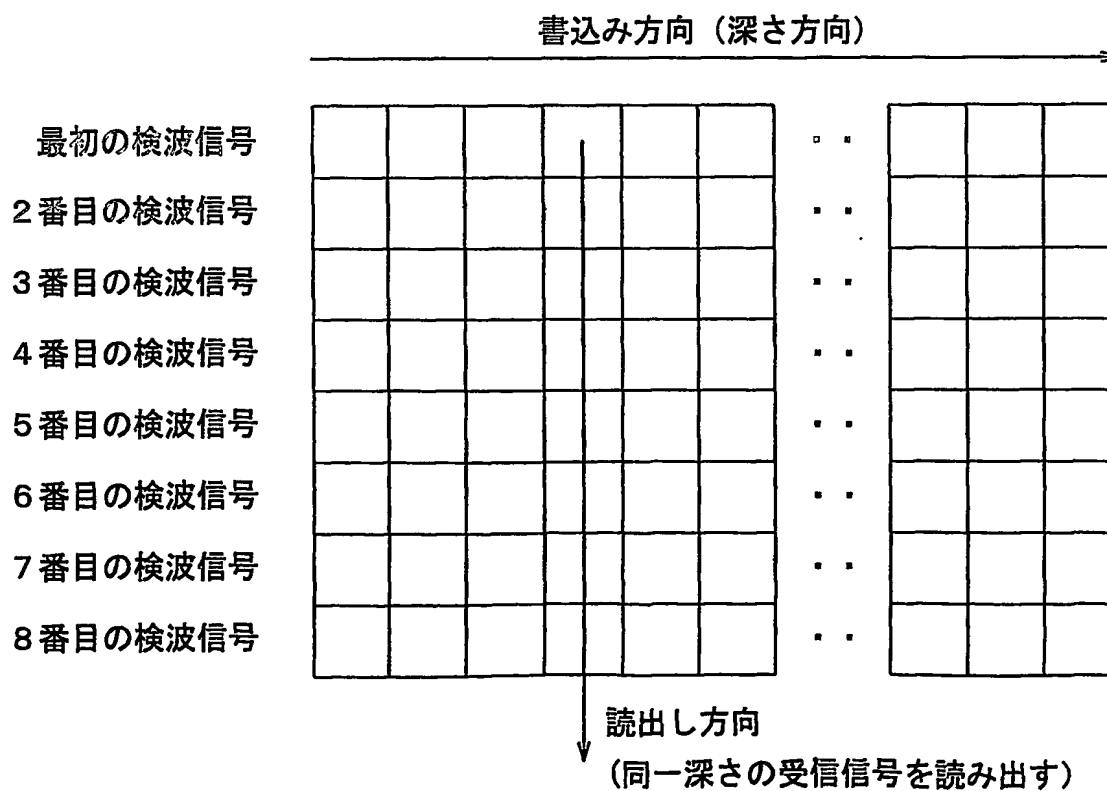 書込み方向（深さ方向）
最初の検波信号
2番目の検波信号
3番目の検波信号
4番目の検波信号
5番目の検波信号
6番目の検波信号
7番目の検波信号
8番目の検波信号
読出し方向
（同一深さの受信信号を読み出す）